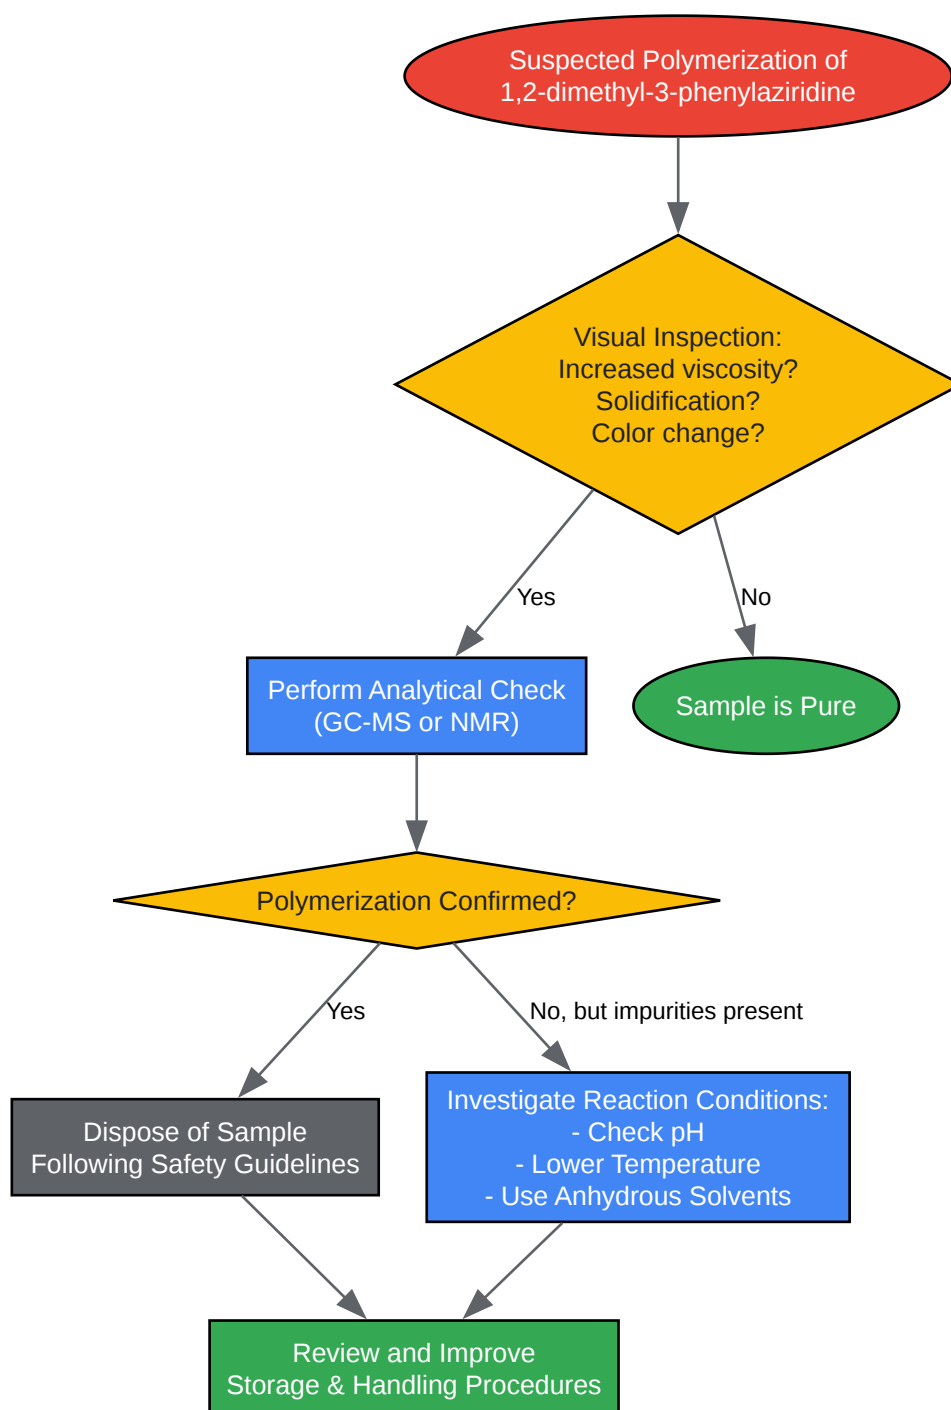 Suspected Polymerization of
1,2-dimethyl-3-phenylaziridine
Visual Inspection:
Increased viscosity?
Solidification?
Color change?
Yes
No
Perform Analytical Check
(GC-MS or NMR)
Sample is Pure
Polymerization Confirmed?
Yes
No, but impurities present
Dispose of Sample
Following Safety Guidelines
Investigate Reaction Conditions:
- Check pH
- Lower Temperature
- Use Anhydrous Solvents
Review and Improve
Storage & Handling Procedures